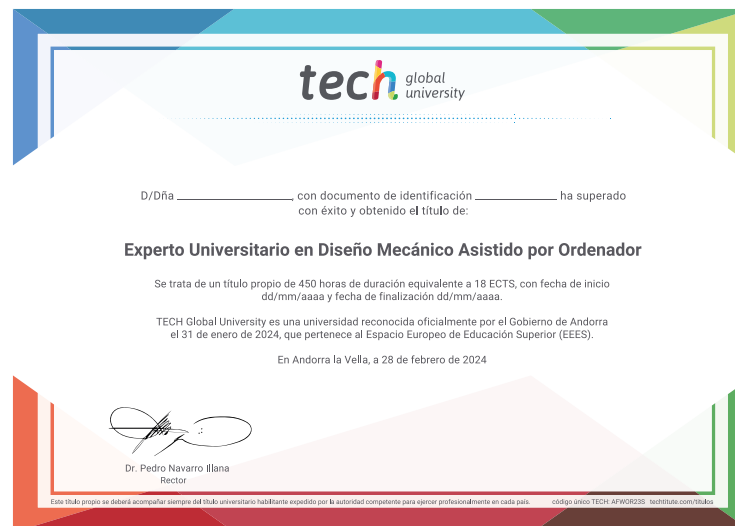 tech global university
D/Dña ____________, con documento de identificación ____________ ha superado
con éxito y obtenido el título de:
Experto Universitario en Diseño Mecánico Asistido por Ordenador
Se trata de un título propio de 450 horas de duración equivalente a 18 ECTS, con fecha de inicio
dd/mm/aaaa y fecha de finalización dd/mm/aaaa.
TECH Global University es una universidad reconocida oficialmente por el Gobierno de Andorra
el 31 de enero de 2024, que pertenece al Espacio Europeo de Educación Superior (EEES).
En Andorra la Vella, a 28 de febrero de 2024
Dr. Pedro Navarro Illana
Rector
Este título propio se deberá acompañar siempre del título universitario habilitante expedido por la autoridad competente para ejercer profesionalmente en cada país. código único TECH: AFWOR23S techtitute.com/titulos